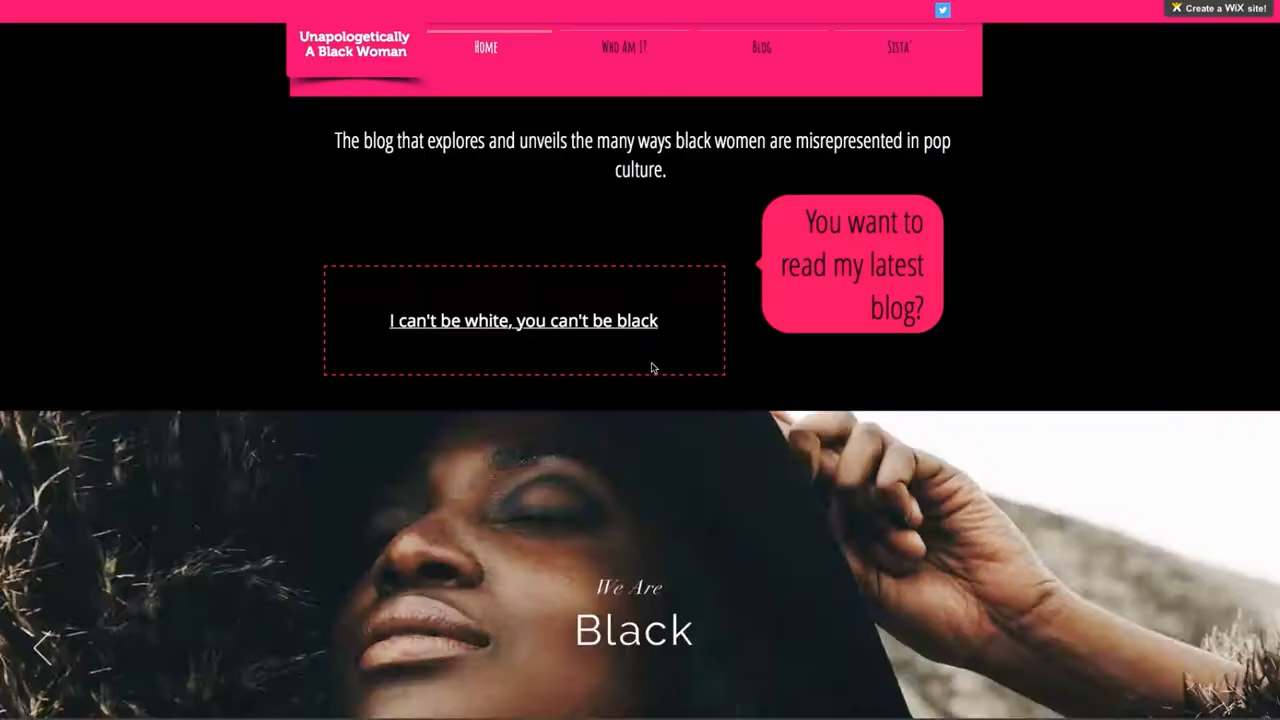 Create a WiX site!
Unapologetically
A Black Woman
Home
Who Am I?
Blog
Sista'
The blog that explores and unveils the many ways black women are misrepresented in pop
culture.
You want to
read my latest
blog?
I can't be white, you can't be black
We Are
Black